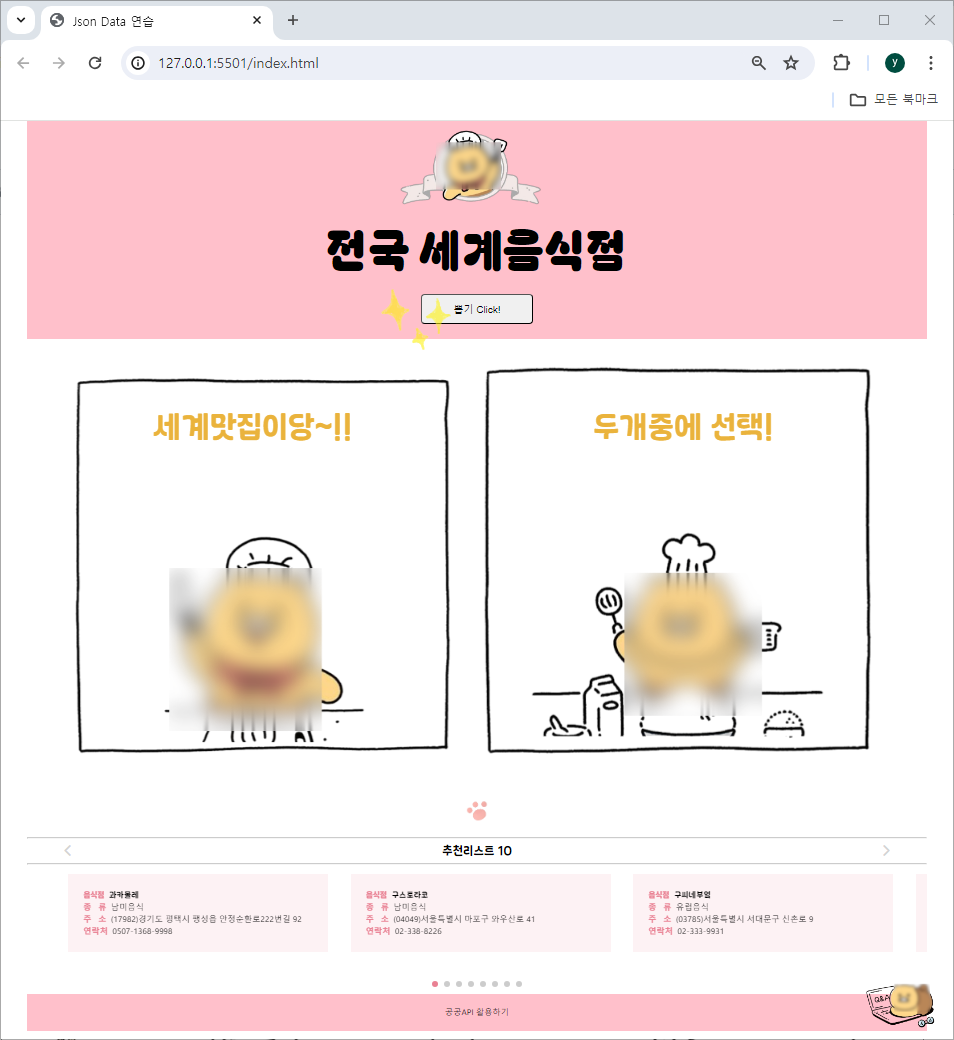 Json Data 연습
127.0.0.1:5501/index.html
y
모든 북마크
전국 세계음식점
뽑기 Click!
세계맛집이당~!!
두개중에 선택!
추천리스트 10
음식점 과카몰레
종 류 남미음식
주 소 (17982)경기도 평택시 팽성읍 안정순환로222번길 92
연락처 0507-1368-9998
음식점 구스토라코
종 류 남미음식
주 소 (04049)서울특별시 마포구 와우산로 41
연락처 02-338-8226
음식점 구띠네부엌
종 류 유럽음식
주 소 (03785)서울특별시 서대문구 신촌로 9
연락처 02-333-9931
Q&A
공공API 활용하기